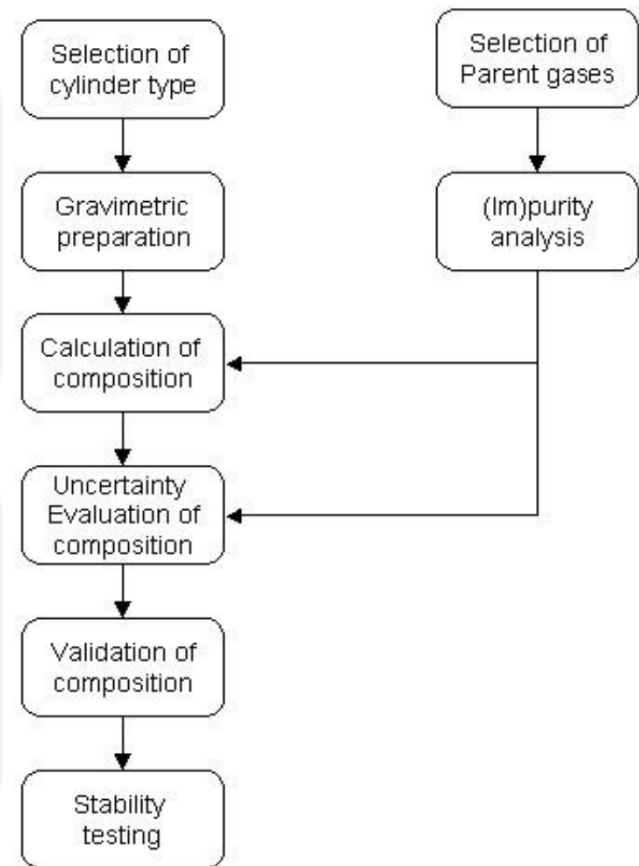 Selection of
cylinder type
Selection of
Parent gases
Gravimetric
preparation
(Im)purity
analysis
Calculation of
composition
Uncertainty
Evaluation of
composition
Validation of
composition
Stability
testing